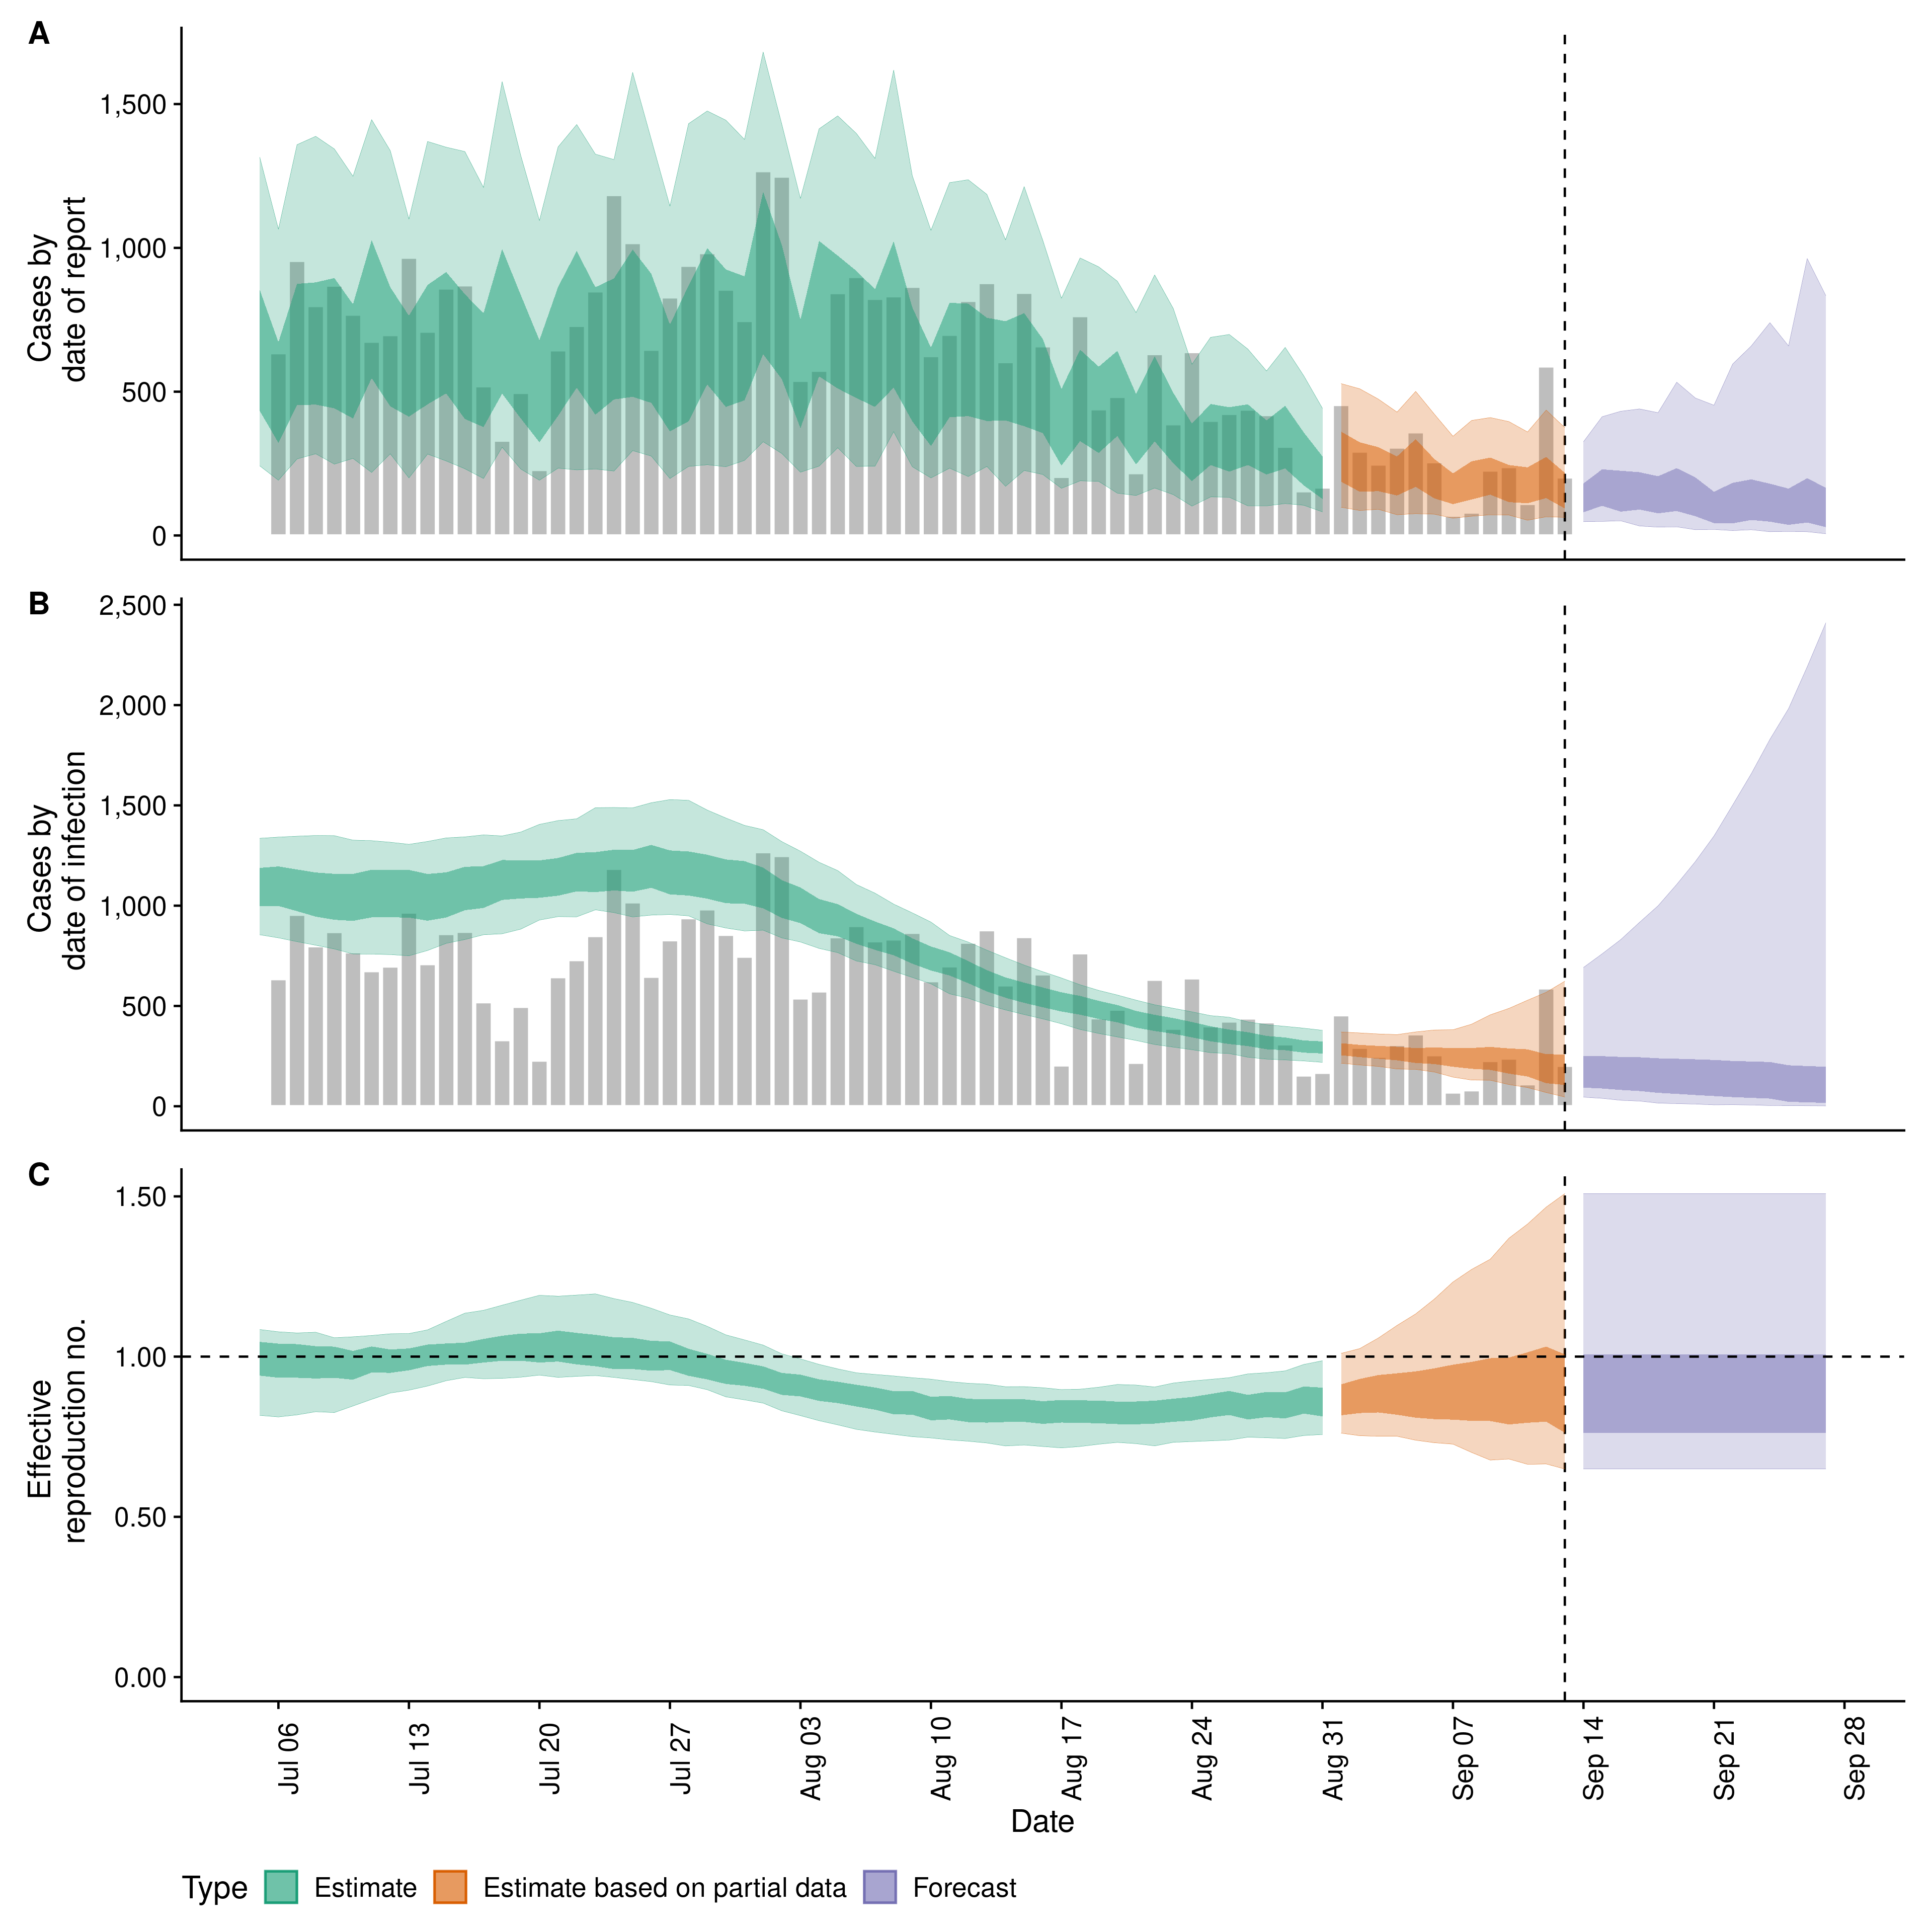 A
1,500
1,000
500
0
Cases by
date of report
B
2,500
2,000
1,500
1,000
500
0
Cases by
date of infection
C
1.50
1.00
0.50
0.00
Effective
reproduction no.
Jul 06
Jul 13
Jul 20
Jul 27
Aug 03
Aug 10
Aug 17
Aug 24
Aug 31
Sep 07
Sep 14
Sep 21
Sep 28
Date
Type Estimate Estimate based on partial data Forecast